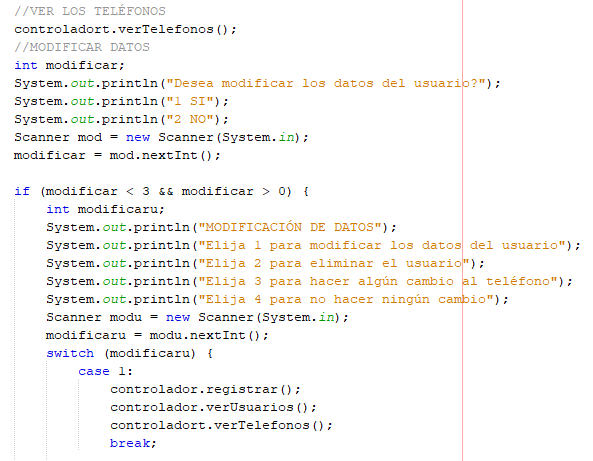 //VER LOS TELÉFONOS
controladort.verTelefonos();
//MODIFICAR DATOS
int modificar;
System.out.println("Desea modificar los datos del usuario?");
System.out.println("1 SI");
System.out.println("2 NO");
Scanner mod = new Scanner(System.in);
modificar = mod.nextInt();

if (modificar < 3 && modificar > 0) {
    int modificaru;
    System.out.println("MODIFICACIÓN DE DATOS");
    System.out.println("Elija 1 para modificar los datos del usuario");
    System.out.println("Elija 2 para eliminar el usuario");
    System.out.println("Elija 3 para hacer algún cambio al teléfono");
    System.out.println("Elija 4 para no hacer ningún cambio");
    Scanner modu = new Scanner(System.in);
    modificaru = modu.nextInt();
    switch (modificaru) {
        case 1:
            controlador.registrar();
            controlador.verUsuarios();
            controladort.verTelefonos();
            break;